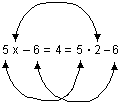 5 x – 6 = 4 = 5 · 2 – 6